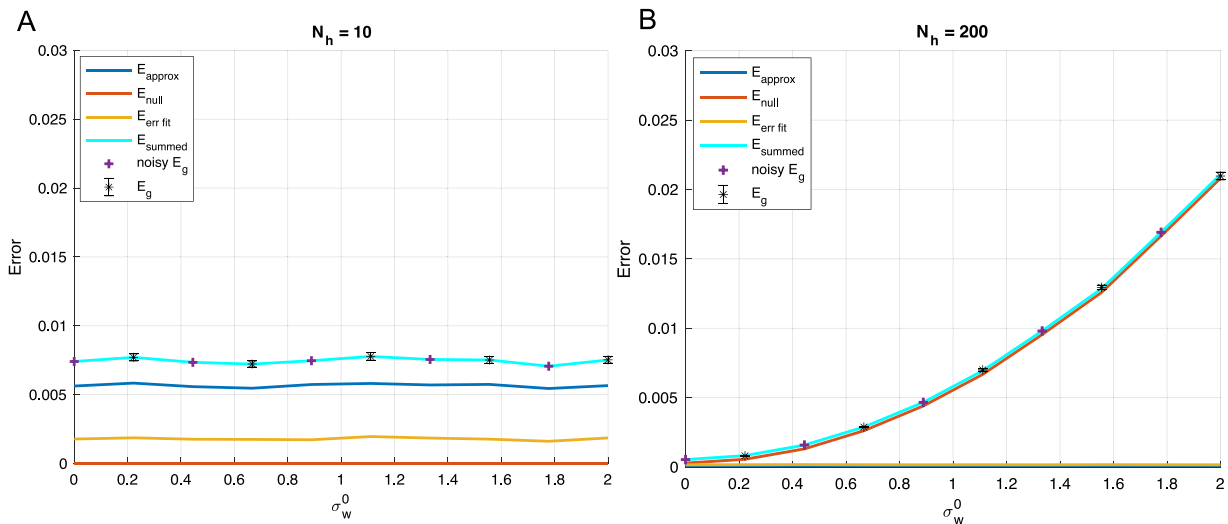 A
N_h = 10
0.03
0.025
0.02
0.015
0.01
0.005
0
Error
E_approx
E_null
E_err fit
E_summed
noisy E_g
E_g
0 0.2 0.4 0.6 0.8 1 1.2 1.4 1.6 1.8 2
σ_w^0
B
N_h = 200
0.03
0.025
0.02
0.015
0.01
0.005
0
Error
E_approx
E_null
E_err fit
E_summed
noisy E_g
E_g
0 0.2 0.4 0.6 0.8 1 1.2 1.4 1.6 1.8 2
σ_w^0